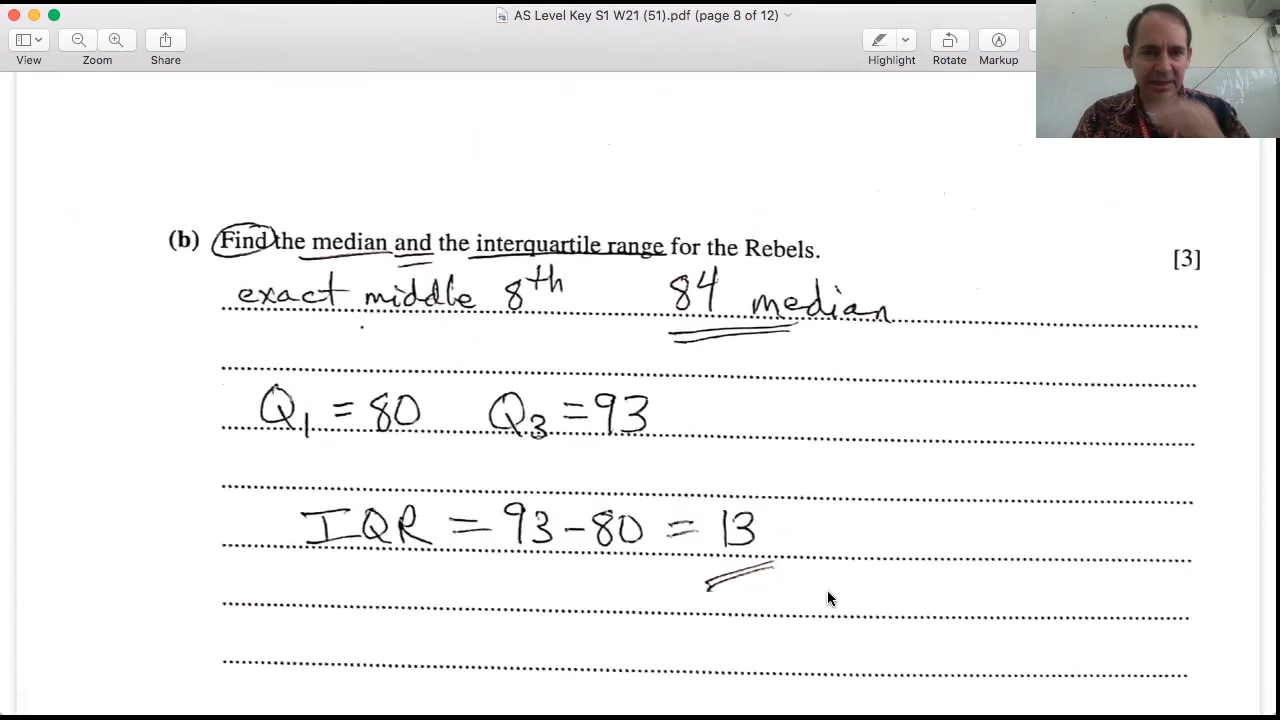 AS Level Key S1 W21 (51).pdf (page 8 of 12)
View Zoom Share Highlight Rotate Markup
(b) Find the median and the interquartile range for the Rebels. [3]
exact middle 8th 84 median
Q1 = 80 Q3 = 93
IQR = 93 - 80 = 13